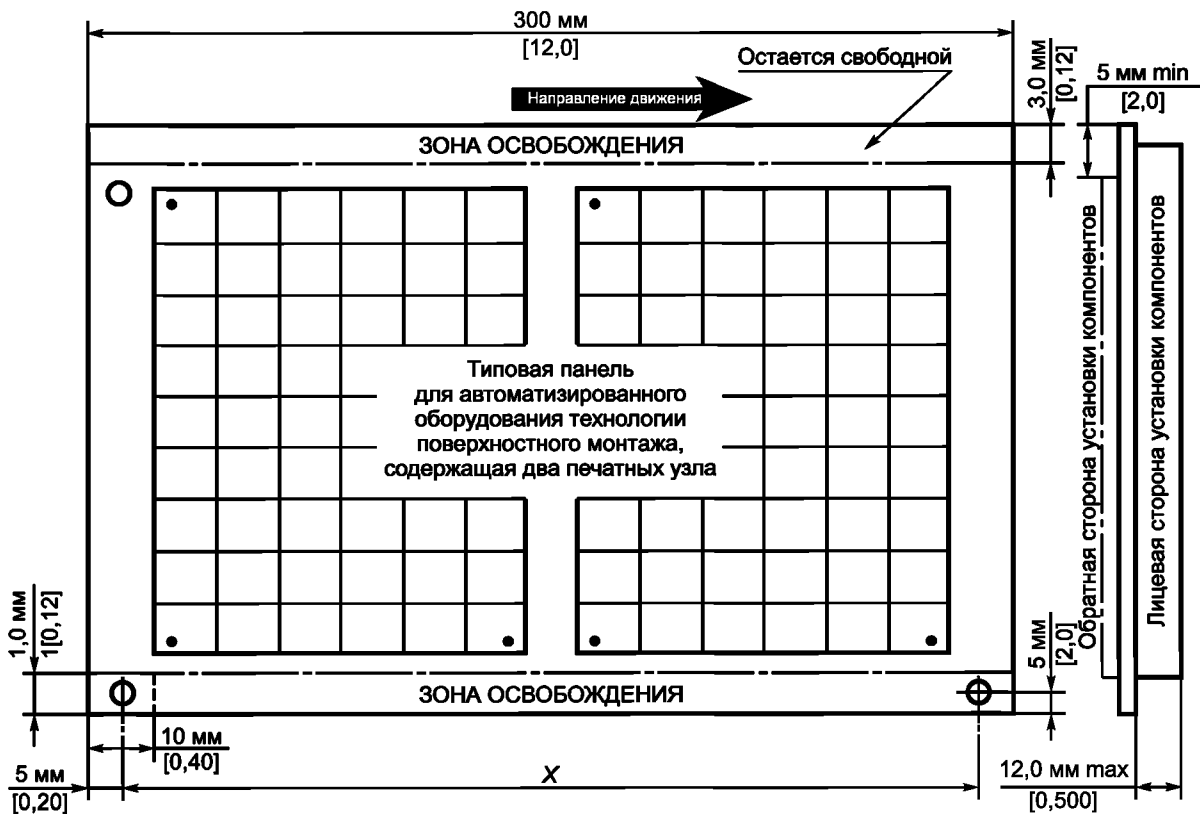 300 мм
[12,0]
Остается свободной
3,0 мм
[0,12]
5 мм min
[2,0]
Направление движения
ЗОНА ОСВОБОЖДЕНИЯ
Типовая панель
для автоматизированного
оборудования технологии
поверхностного монтажа,
содержащая два печатных узла
Обратная сторона установки компонентов
Лицевая сторона установки компонентов
1,0 мм
1[0,12]
5 мм
[2,0]
ЗОНА ОСВОБОЖДЕНИЯ
10 мм
[0,40]
5 мм
[0,20]
X
12,0 мм max
[0,500]